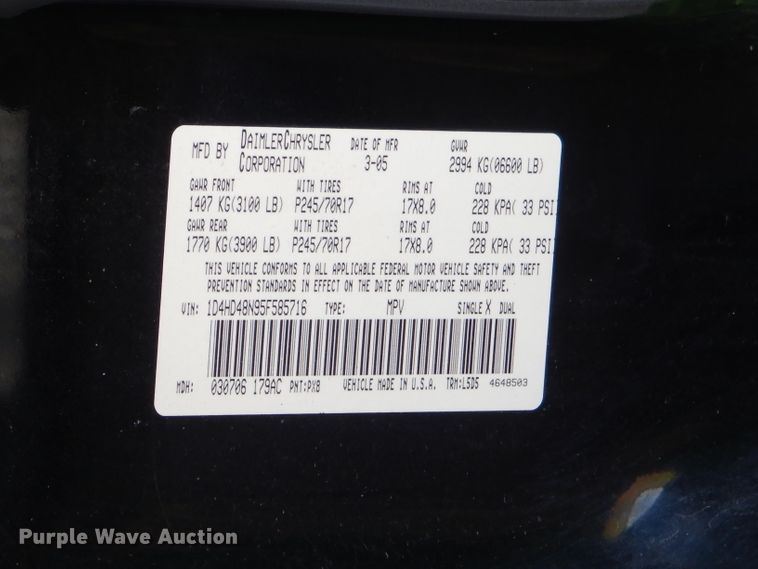 MFD BY DAIMLERCHRYSLER CORPORATION DATE OF MFR 3-05 GVWR 2994 KG(06600 LB)
GAWR FRONT WITH TIRES RIMS AT COLD
1407 KG(3100 LB) P245/70R17 17X8.0 228 KPA( 33 PSI
GAWR REAR WITH TIRES RIMS AT COLD
1770 KG(3900 LB) P245/70R17 17X8.0 228 KPA( 33 PSI
THIS VEHICLE CONFORMS TO ALL APPLICABLE FEDERAL MOTOR VEHICLE SAFETY AND THEFT
PREVENTION STANDARDS IN EFFECT ON THE DATE OF MANUFACTURE SHOWN ABOVE.
VIN: 1D4HD48N95F585716 TYPE: MPV SINGLE X DUAL
MDH: 030706 179AC PNT:PX8 VEHICLE MADE IN U.S.A. TRM:L5D5 4648503
Purple Wave Auction